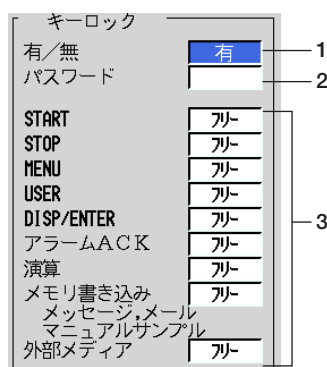 キーロック
有／無 有 1
パスワード 2
START フリー
STOP フリー
MENU フリー
USER フリー 3
DISP/ENTER フリー
アラームACK フリー
演算 フリー
メモリ書き込み フリー
メッセージ,メール
マニュアルサンプル
外部メディア フリー